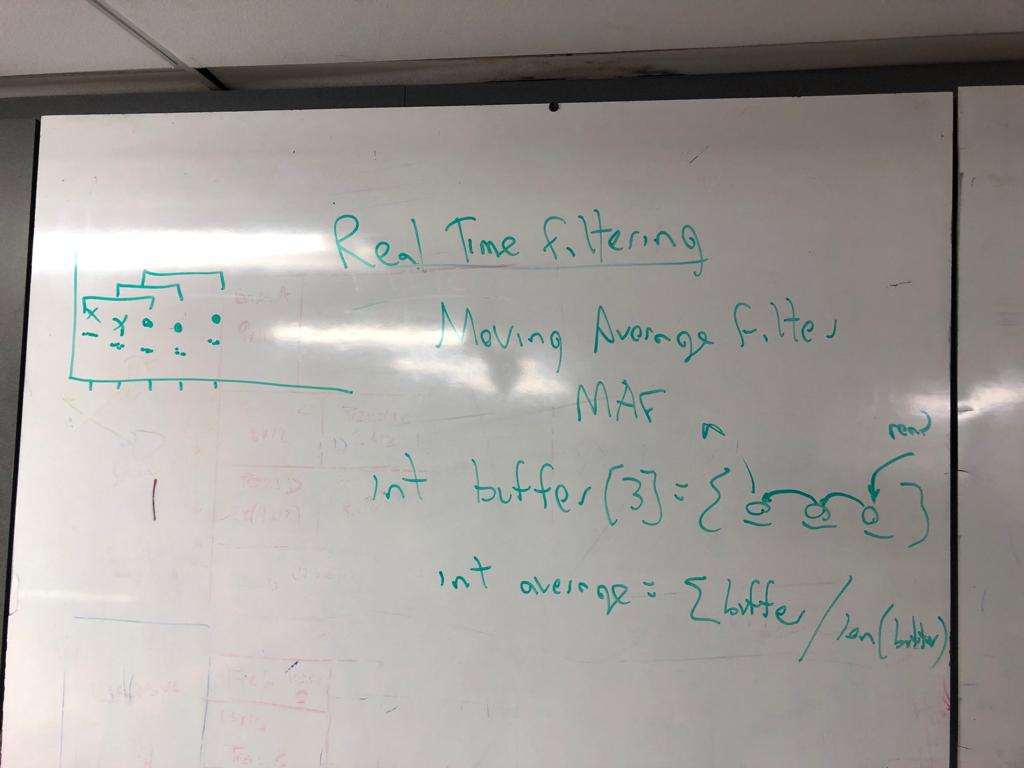 Real Time Filtering
Moving Average Filter
MAF
read
int buffer[3] = { 0 0 0 }
int average = Σ buffer / len(buffer)